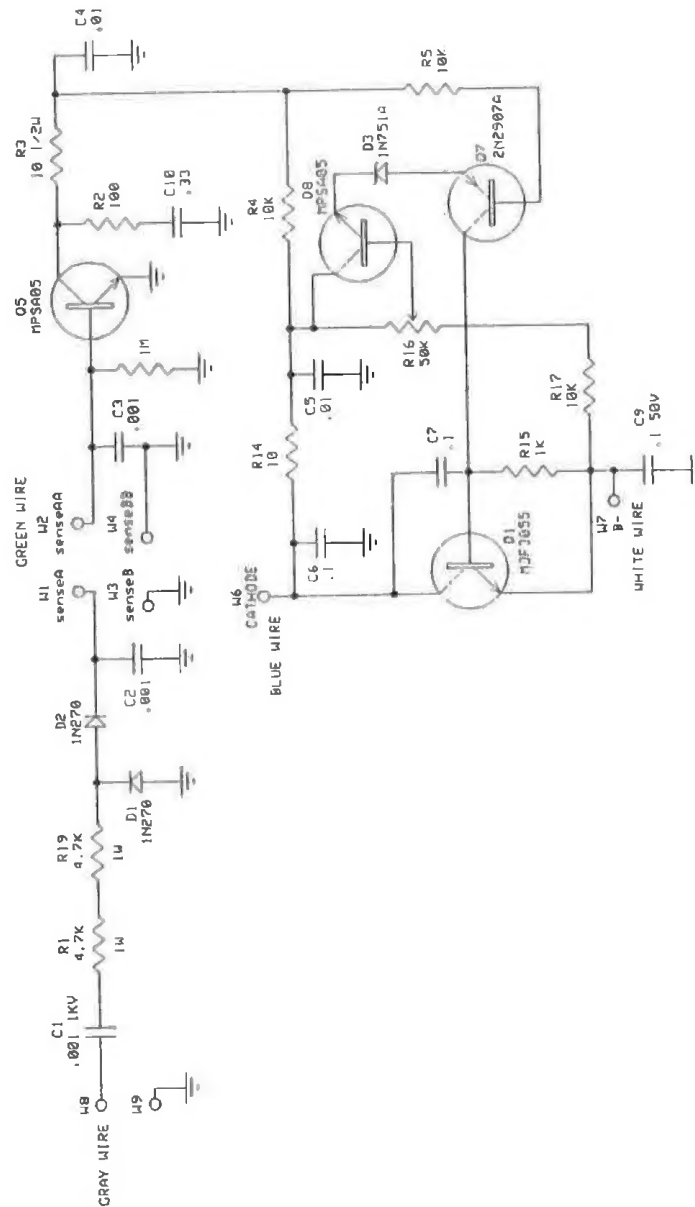 GRAY WIRE
W8
W9
C1
.001 1KV
R1
4.7K
1W
R19
4.7K
1W
D1
1N270
D2
1N270
C2
.001
W1
senseA
W3
senseB
GREEN WIRE
W2
senseAA
W4
senseBB
C3
.001
1M
Q5
MPSA05
R2
100
C10
.33
R3
10 1/2W
C4
.01
BLUE WIRE
W6
CATHODE
C6
.1
R14
10
C5
.01
R4
10K
Q8
MPSA05
D3
1N751A
R5
10K
Q7
2N2907A
R16
50K
C7
.1
R15
1K
R17
10K
MJF3055
W7
B-
C9
.1 50V
WHITE WIRE